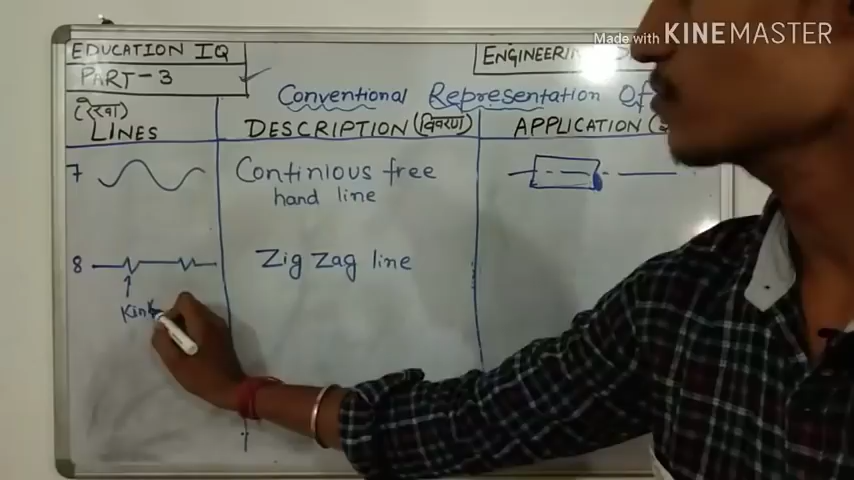 Made with KINEMASTER
EDUCATION IQ
PART-3
ENGINEERIN
Conventional Representation Of
(रेखा)
LINES
DESCRIPTION (विवरण)
APPLICATION
7
Continious free
hand line
8
Zig Zag line
Kink